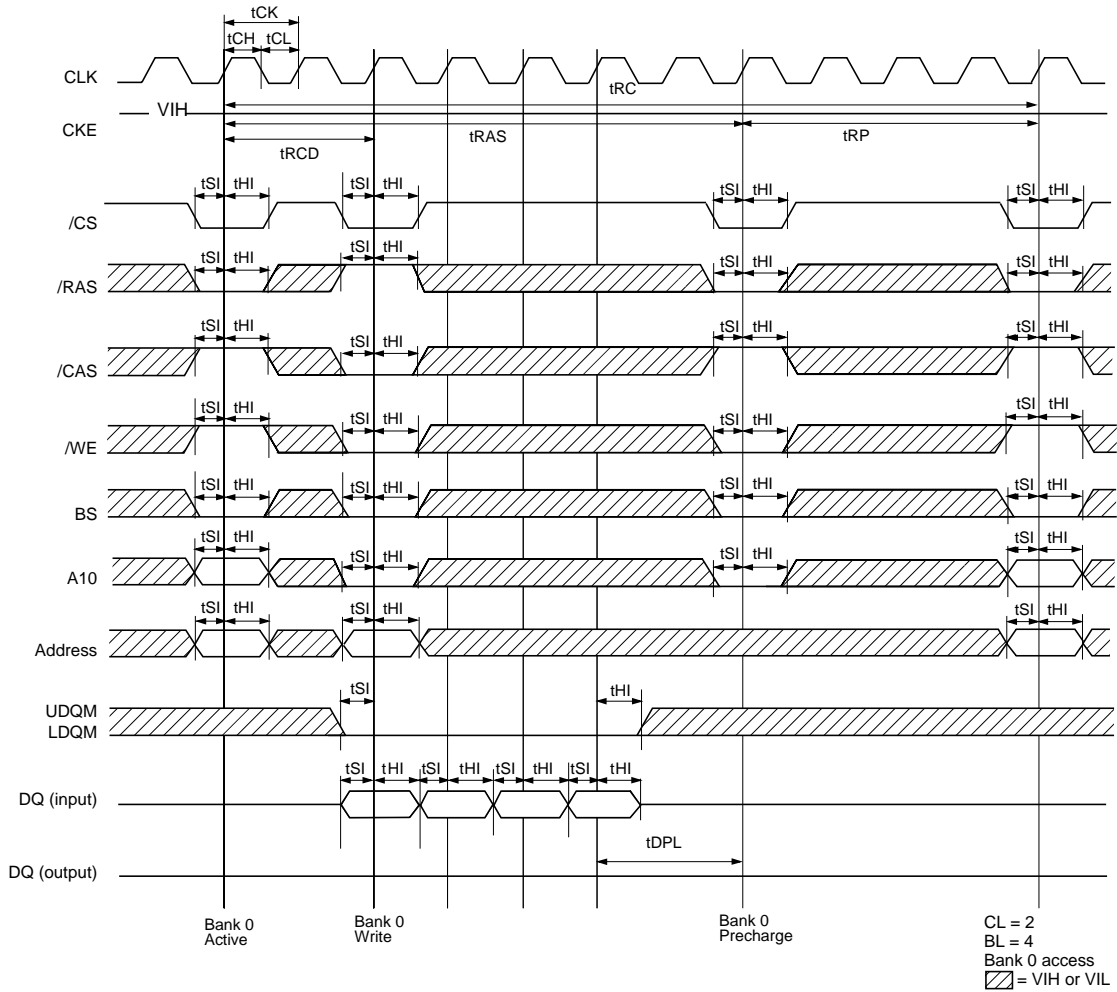 tCK
tCH tCL
CLK
tRC
VIH
CKE
tRAS
tRP
tRCD
tSI tHI tSI tHI tSI tHI tSI tHI
/CS
tSI tHI tSI tHI tSI tHI tSI tHI
/RAS
tSI tHI tSI tHI tSI tHI tSI tHI
/CAS
tSI tHI tSI tHI tSI tHI tSI tHI
/WE
tSI tHI tSI tHI tSI tHI tSI tHI
BS
tSI tHI tSI tHI tSI tHI tSI tHI
A10
tSI tHI tSI tHI tSI tHI
Address
tSI tHI
UDQM
LDQM
tSI tHI tSI tHI tSI tHI tSI tHI
DQ (input)
tDPL
DQ (output)
Bank 0
Active
Bank 0
Write
Bank 0
Precharge
CL = 2
BL = 4
Bank 0 access
= VIH or VIL